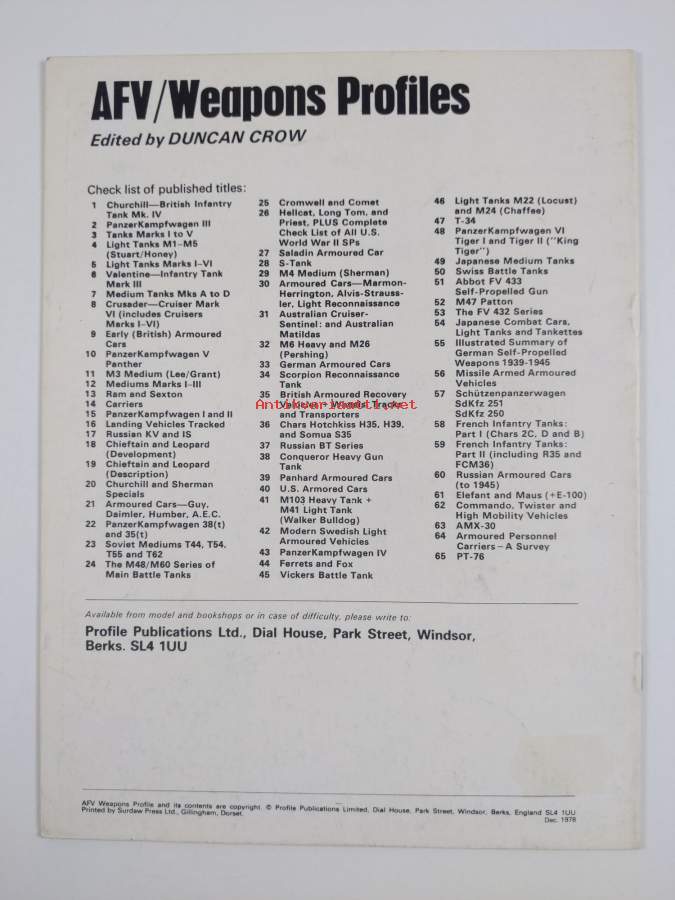 AFV/Weapons Profiles
Edited by DUNCAN CROW
Check list of published titles:
1 Churchill—British Infantry
Tank Mk. IV
2 PanzerKampfwagen III
3 Tanks Marks I to V
4 Light Tanks M1–M5
(Stuart/Honey)
5 Light Tanks Marks I–VI
6 Valentine—Infantry Tank
Mark III
7 Medium Tanks Mks A to D
8 Crusader—Cruiser Mark
VI (includes Cruisers
Marks I–VI)
9 Early (British) Armoured
Cars
10 PanzerKampfwagen V
Panther
11 M3 Medium (Lee/Grant)
12 Mediums Marks I–III
13 Ram and Sexton
14 Carriers
15 PanzerKampfwagen I and II
16 Landing Vehicles Tracked
17 Russian KV and IS
18 Chieftain and Leopard
(Development)
19 Chieftain and Leopard
(Description)
20 Churchill and Sherman
Specials
21 Armoured Cars—Guy,
Daimler, Humber, A.E.C.
22 PanzerKampfwagen 38(t)
and 35(t)
23 Soviet Mediums T44, T54,
T55 and T62
24 The M48/M60 Series of
Main Battle Tanks
25 Cromwell and Comet
26 Hellcat, Long Tom, and
Priest, PLUS Complete
Check List of All U.S.
World War II SPs
27 Saladin Armoured Car
28 S-Tank
29 M4 Medium (Sherman)
30 Armoured Cars—Marmon-
Herrington, Alvis-Strauss-
ler, Light Reconnaissance
31 Australian Cruiser-
Sentinel: and Australian
Matildas
32 M6 Heavy and M26
(Pershing)
33 German Armoured Cars
34 Scorpion Reconnaissance
Tank
35 British Armoured Recovery
Vehicles+Wheels, Tracks
and Transporters
36 Chars Hotchkiss H35, H39,
and Somua S35
37 Russian BT Series
38 Conqueror Heavy Gun
Tank
39 Panhard Armoured Cars
40 U.S. Armored Cars
41 M103 Heavy Tank +
M41 Light Tank
(Walker Bulldog)
42 Modern Swedish Light
Armoured Vehicles
43 PanzerKampfwagen IV
44 Ferrets and Fox
45 Vickers Battle Tank
46 Light Tanks M22 (Locust)
and M24 (Chaffee)
47 T-34
48 PanzerKampfwagen VI
Tiger I and Tiger II ("King
Tiger")
49 Japanese Medium Tanks
50 Swiss Battle Tanks
51 Abbot FV 433
Self-Propelled Gun
52 M47 Patton
53 The FV 432 Series
54 Japanese Combat Cars,
Light Tanks and Tankettes
55 Illustrated Summary of
German Self-Propelled
Weapons 1939-1945
56 Missile Armed Armoured
Vehicles
57 Schützenpanzerwagen
SdKfz 251
SdKfz 250
58 French Infantry Tanks:
Part I (Chars 2C, D and B)
59 French Infantry Tanks:
Part II (including R35 and
FCM36)
60 Russian Armoured Cars
(to 1945)
61 Elefant and Maus (+E-100)
62 Commando, Twister and
High Mobility Vehicles
63 AMX-30
64 Armoured Personnel
Carriers – A Survey
65 PT-76
Antikvariaattiuusi
Available from model and bookshops or in case of difficulty, please write to:
Profile Publications Ltd., Dial House, Park Street, Windsor,
Berks. SL4 1UU
AFV Weapons Profile and its contents are copyright. © Profile Publications Limited, Dial House, Park Street, Windsor, Berks, England SL4 1UU
Printed by Surdaw Press Ltd., Gillingham, Dorset.
Dec. 1978